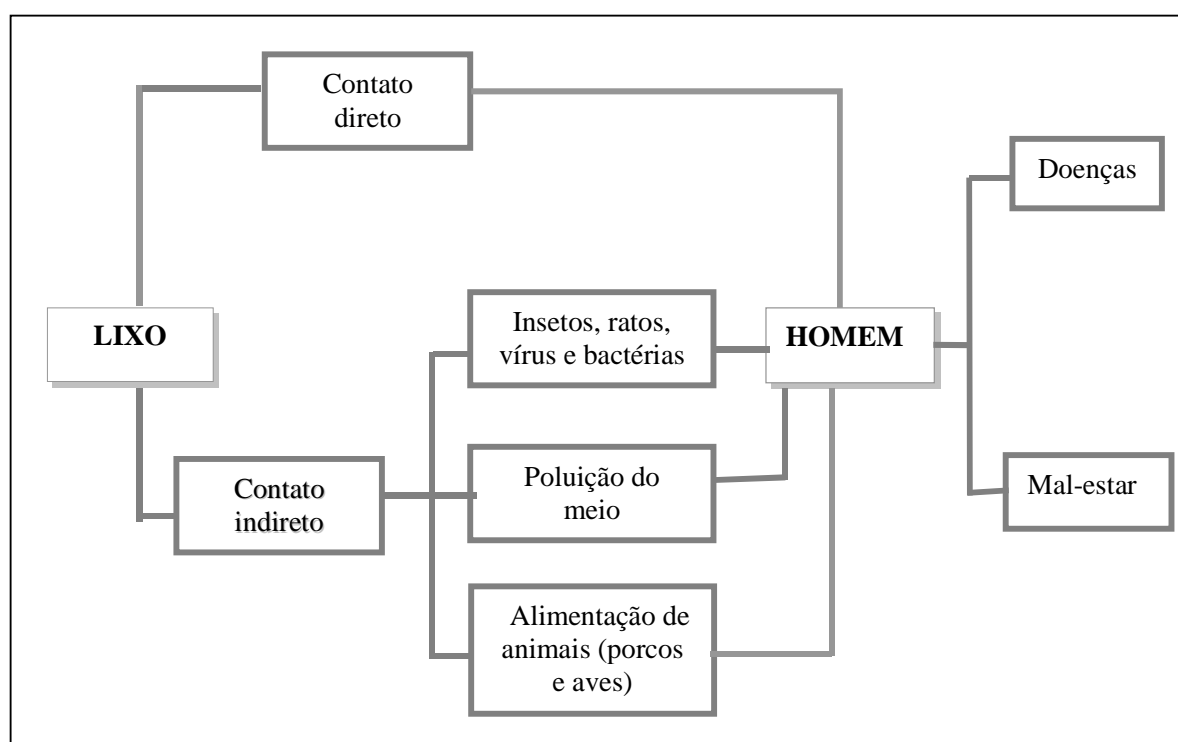 Contato
direto
Doenças
LIXO
Insetos, ratos,
vírus e bactérias
HOMEM
Contato
indireto
Poluição do
meio
Mal-estar
Alimentação de
animais (porcos
e aves)